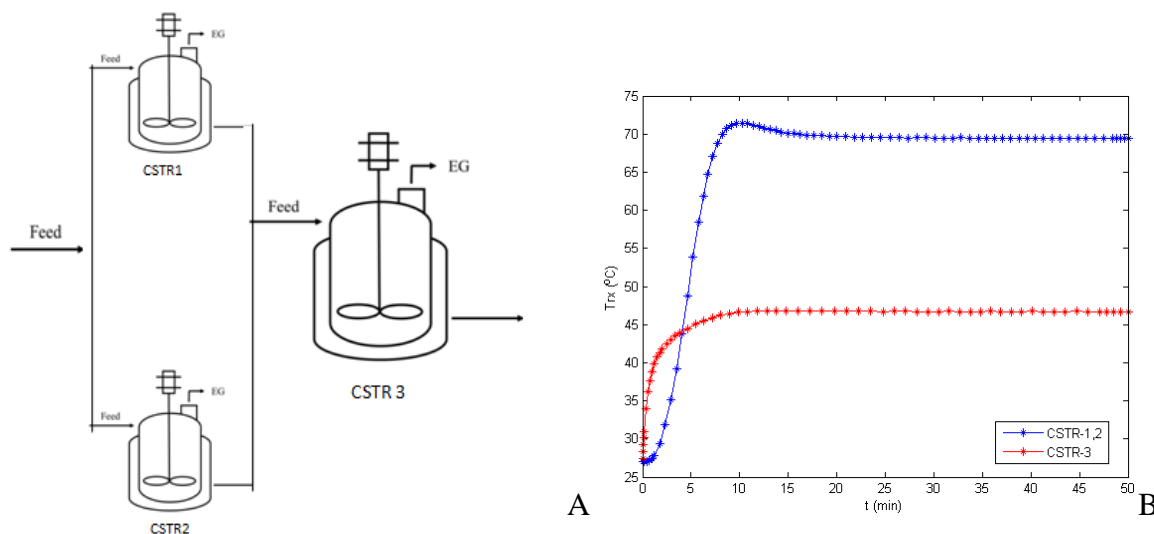 EG
Feed
CSTR1
EG
Feed
Feed
Feed
CSTR 3
EG
Feed
CSTR2
A
75
70
65
60
55
50
45
40
35
30
25
Trx (ºC)
0 5 10 15 20 25 30 35 40 45 50
t (min)
CSTR-1,2
CSTR-3
B